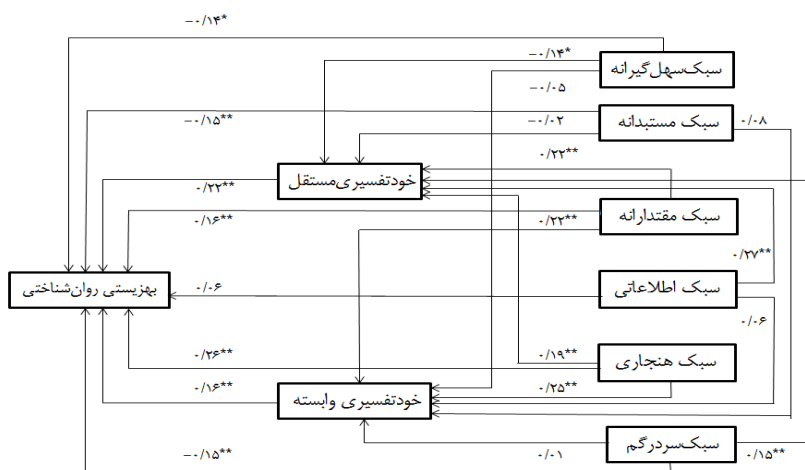 -۰/۱۴*
-۰/۱۴*
سبک‌سهل‌گیرانه
-۰/۰۵
-۰/۱۵**
-۰/۰۲
سبک مستبدانه
۰/۰۸
۰/۲۲**
خودتفسیری‌مستقل
۰/۲۲**
۰/۱۶**
۰/۲۲**
سبک مقتدارانه
۰/۲۷**
بهزیستی روان‌شناختی
۰/۰۶
سبک اطلاعاتی
۰/۰۶
۰/۲۶**
۰/۱۹**
سبک هنجاری
۰/۱۶**
خودتفسیری وابسته
۰/۲۵**
-۰/۱۵**
۰/۰۱
سبک‌سردرگم
۰/۱۵**